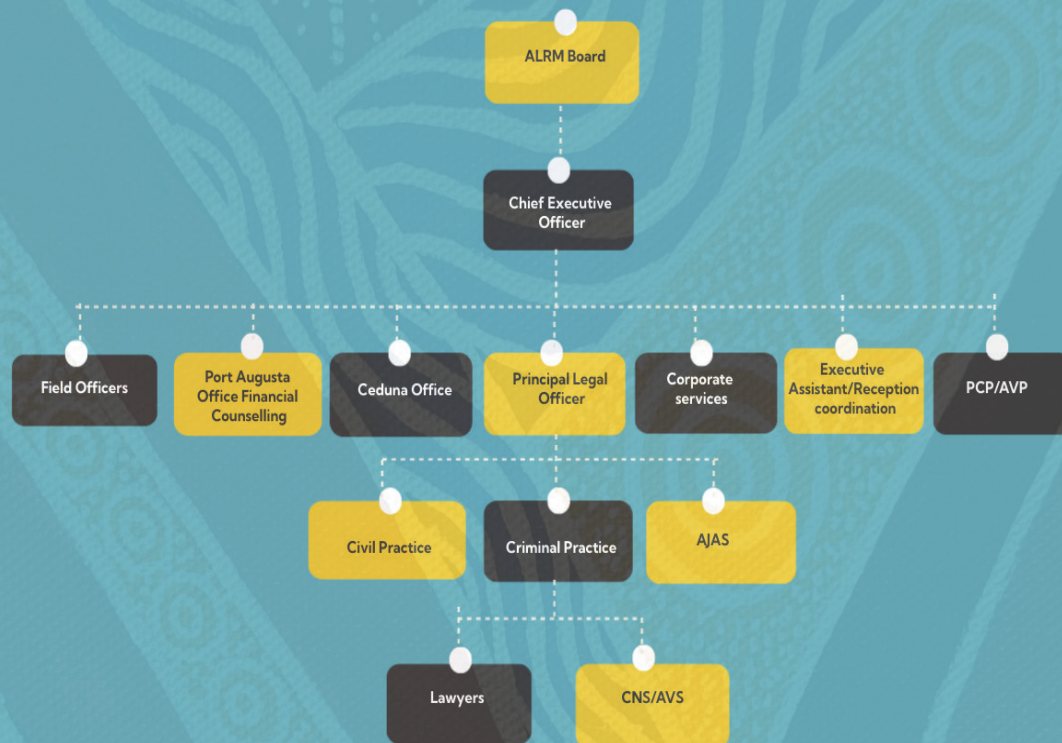 ALRM Board
Chief Executive
Officer
Field Officers
Port Augusta
Office Financial
Counselling
Ceduna Office
Principal Legal
Officer
Corporate
services
Executive
Assistant/Reception
coordination
PCP/AVP
Civil Practice
Criminal Practice
AJAS
Lawyers
CNS/AVS